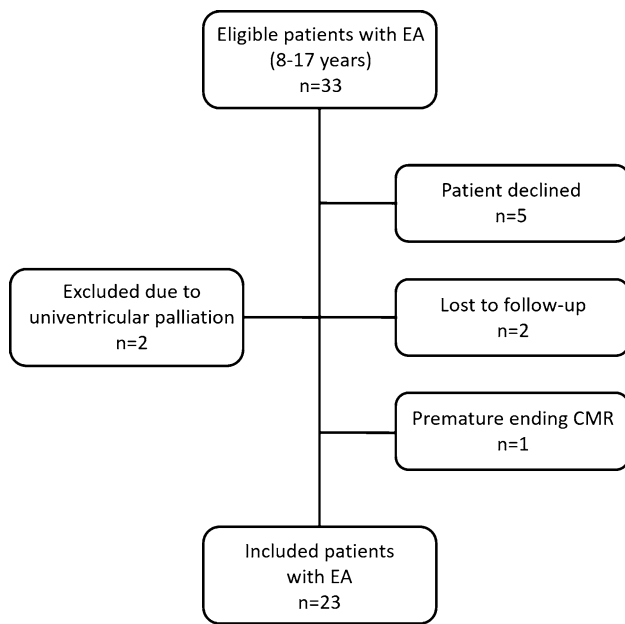 Eligible patients with EA
(8-17 years)
n=33
Patient declined
n=5
Excluded due to
univentricular palliation
n=2
Lost to follow-up
n=2
Premature ending CMR
n=1
Included patients
with EA
n=23